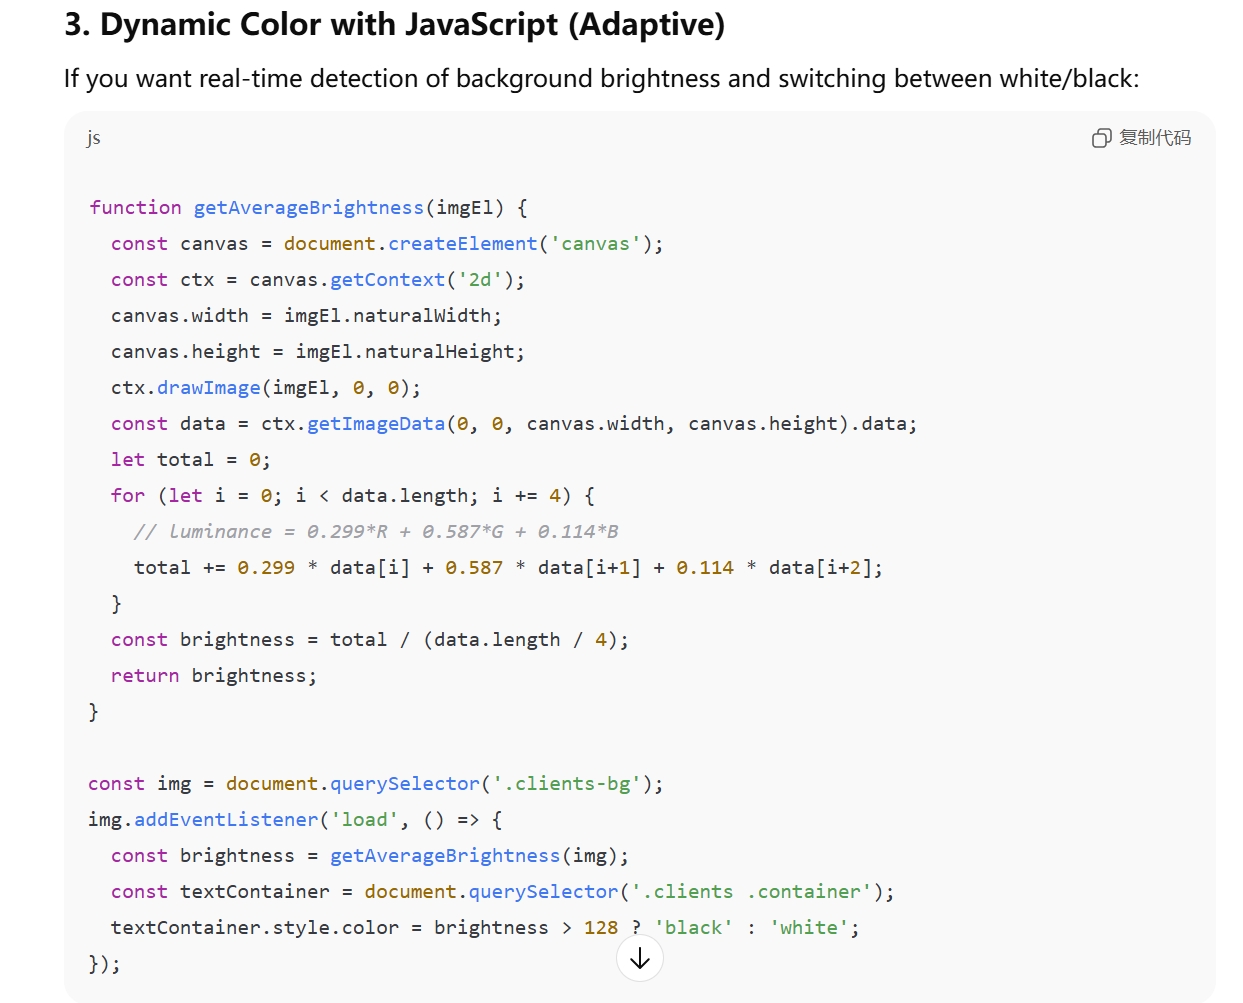 3. Dynamic Color with JavaScript (Adaptive)
If you want real-time detection of background brightness and switching between white/black:
js
复制代码
function getAverageBrightness(imgEl) {
  const canvas = document.createElement('canvas');
  const ctx = canvas.getContext('2d');
  canvas.width = imgEl.naturalWidth;
  canvas.height = imgEl.naturalHeight;
  ctx.drawImage(imgEl, 0, 0);
  const data = ctx.getImageData(0, 0, canvas.width, canvas.height).data;
  let total = 0;
  for (let i = 0; i < data.length; i += 4) {
    // luminance = 0.299*R + 0.587*G + 0.114*B
    total += 0.299 * data[i] + 0.587 * data[i+1] + 0.114 * data[i+2];
  }
  const brightness = total / (data.length / 4);
  return brightness;
}

const img = document.querySelector('.clients-bg');
img.addEventListener('load', () => {
  const brightness = getAverageBrightness(img);
  const textContainer = document.querySelector('.clients .container');
  textContainer.style.color = brightness > 128 ? 'black' : 'white';
});